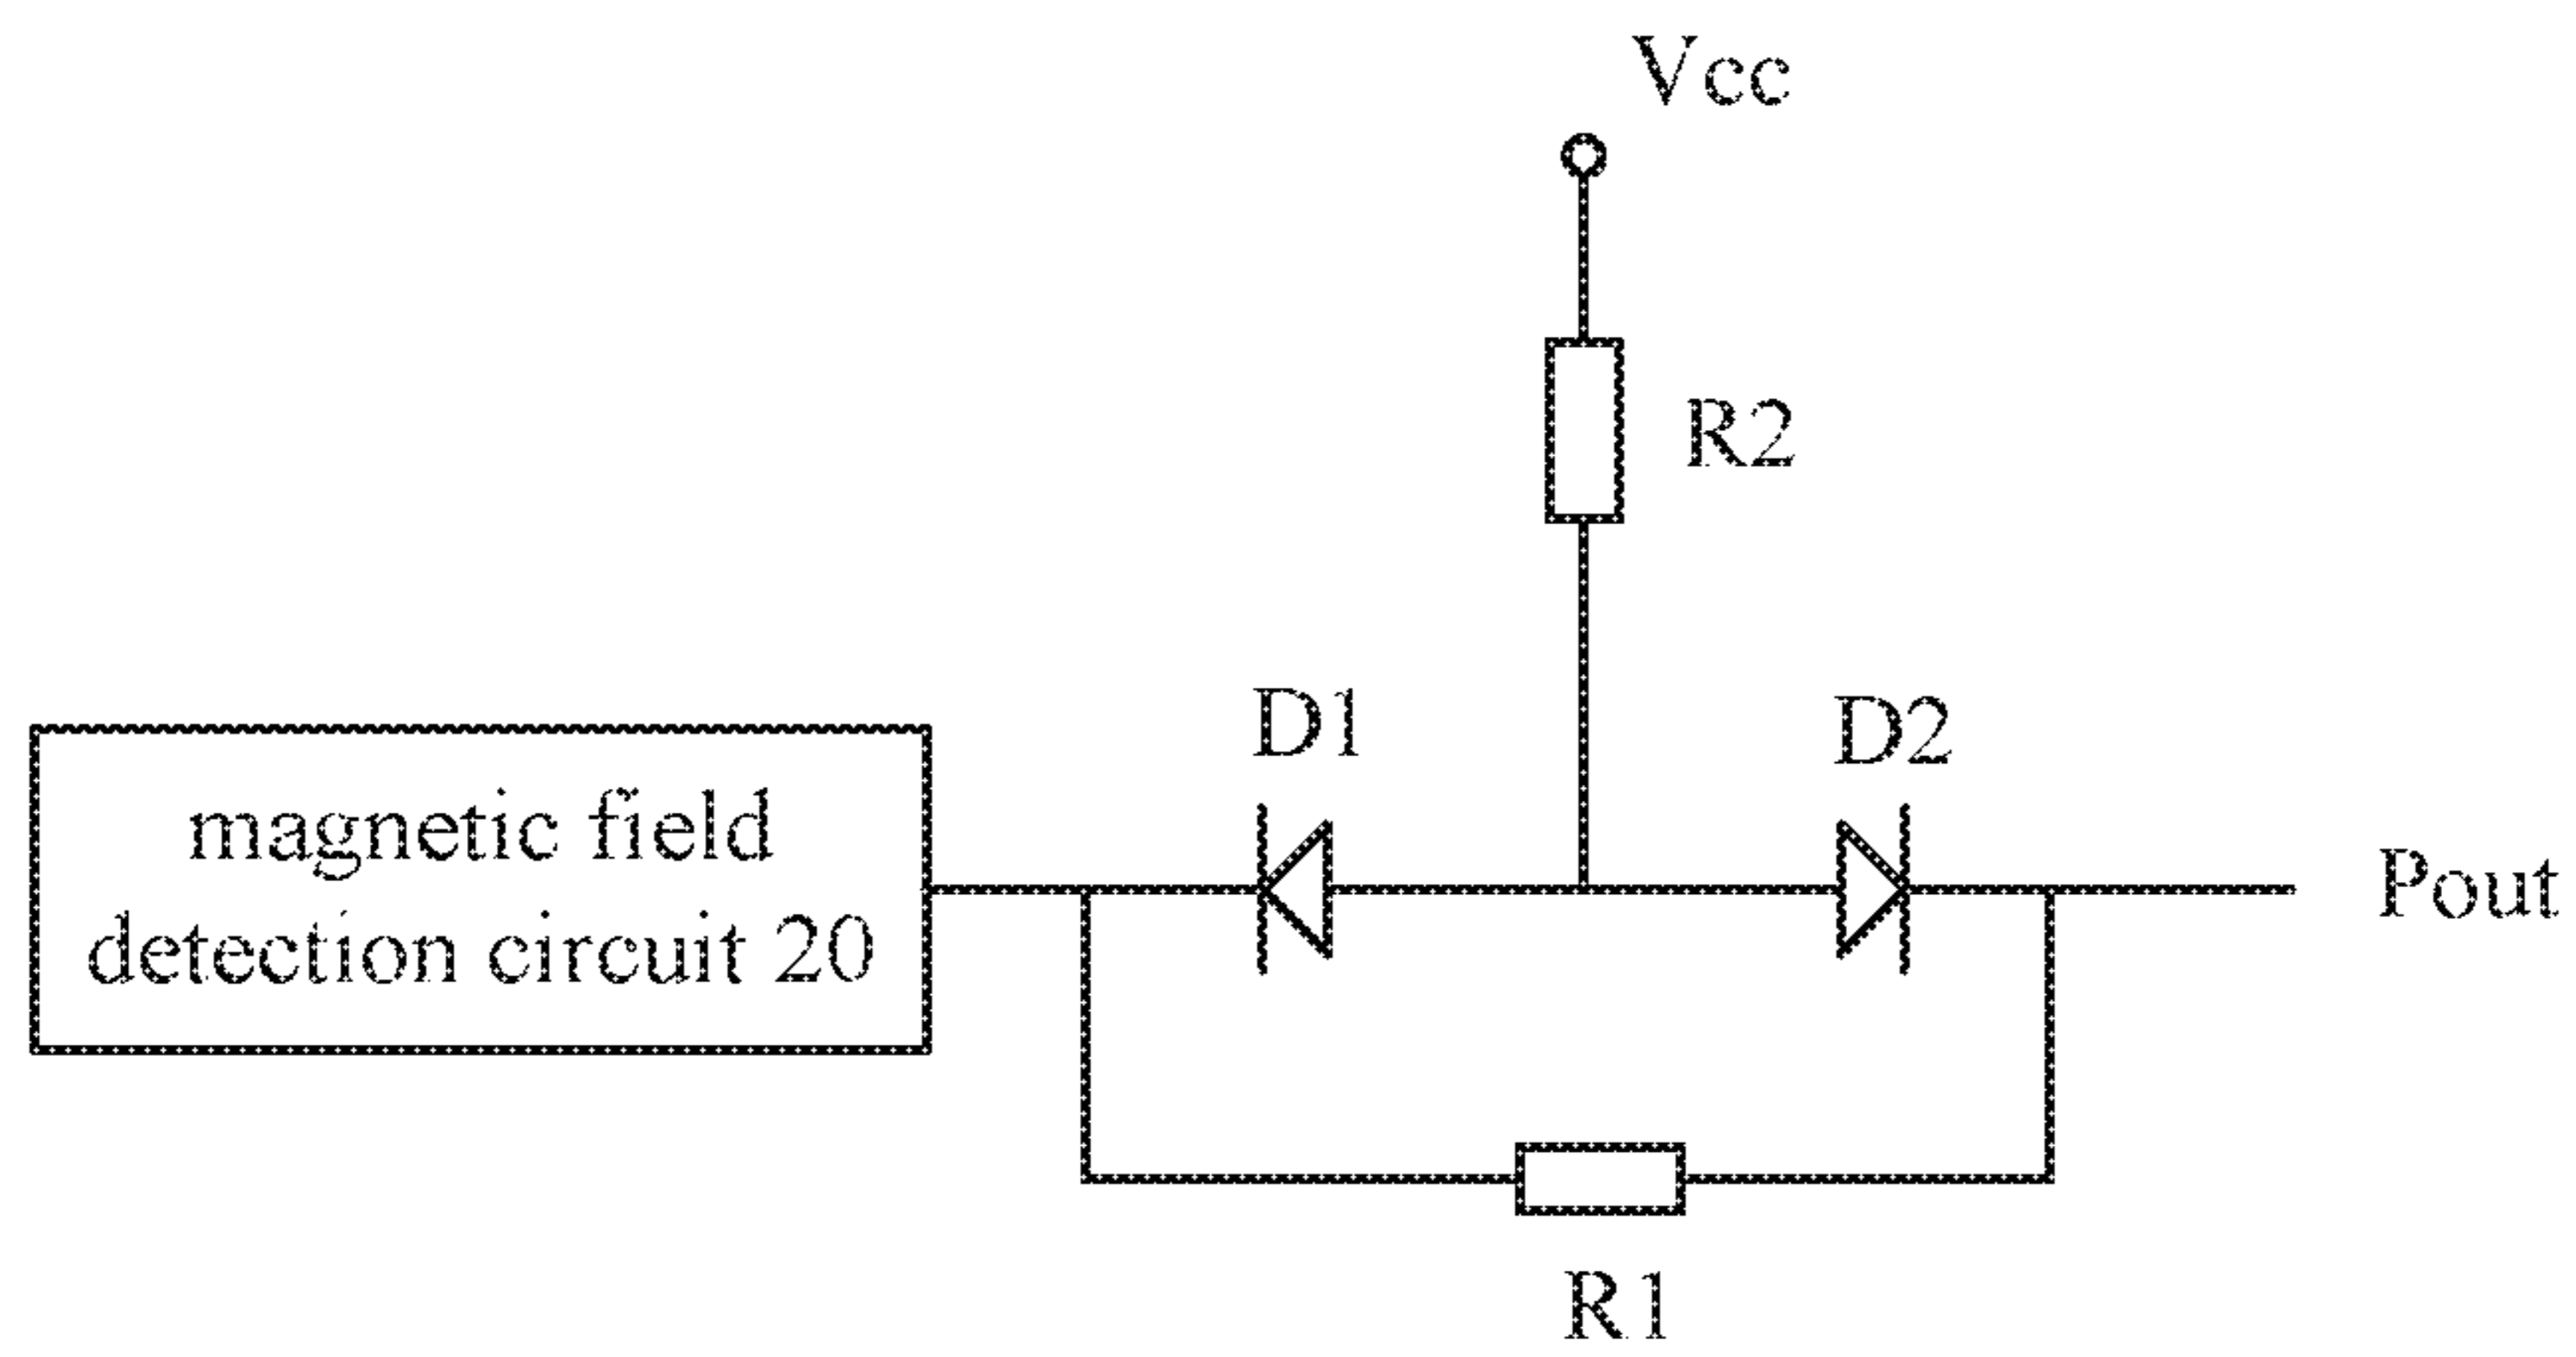 Vcc
R2
D1
D2
magnetic field
detection circuit 20
Pout
R1